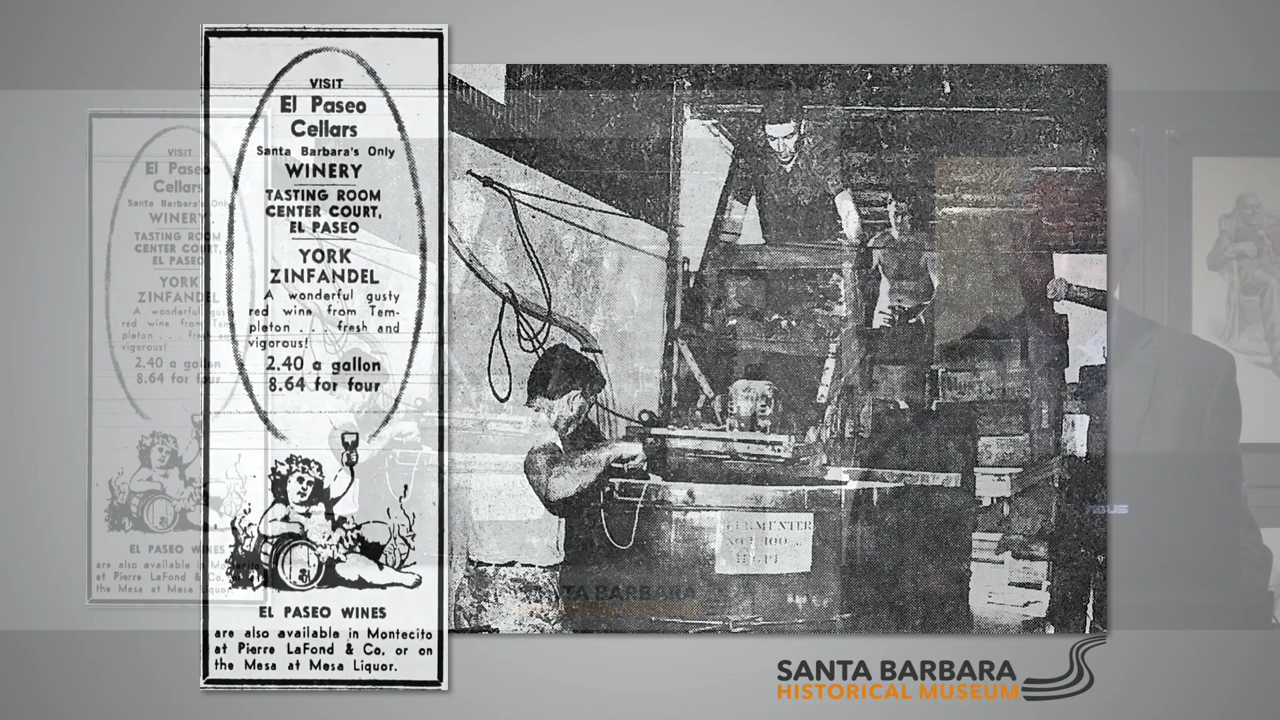 VISIT
El Paseo
Cellars
Santa Barbara's Only
WINERY
TASTING ROOM
CENTER COURT,
EL PASEO
YORK
ZINFANDEL
A wonderful gusty
red wine from Tem-
pleton . . . fresh and
vigorous!
2.40 a gallon
8.64 for four
EL PASEO WINES
are also available in Montecito
at Pierre LaFond & Co. or on
the Mesa at Mesa Liquor.
FERMENTER
SANTA BARBARA
HISTORICAL MUSEUM
ASUS